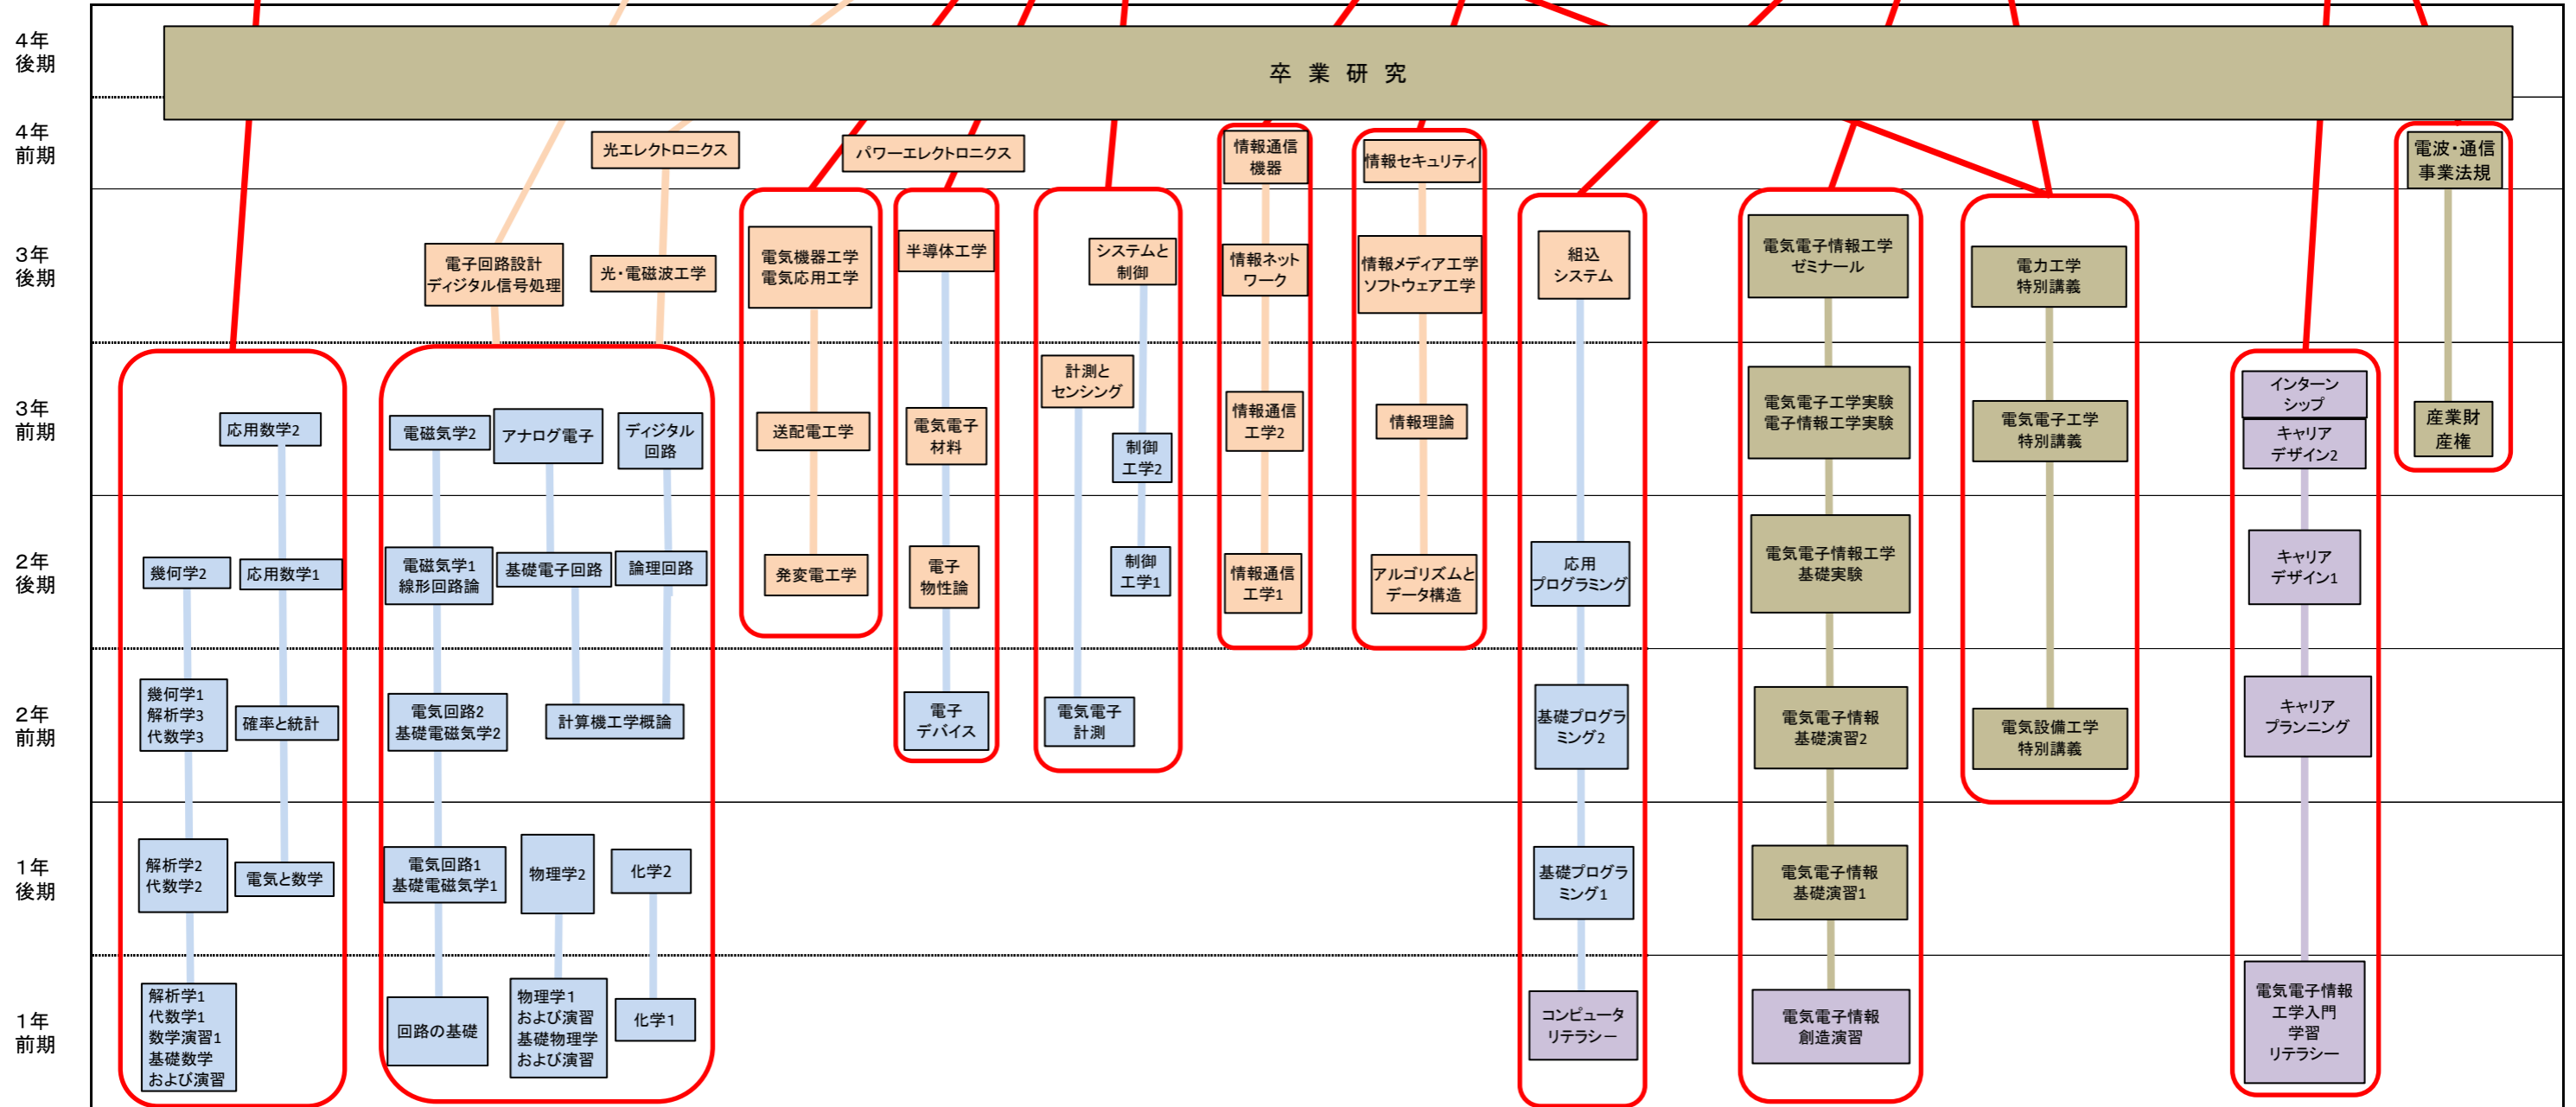 4年
後期
卒 業 研 究
4年
前期
光エレクトロニクス
パワーエレクトロニクス
情報通信
機器
情報セキュリティ
電波・通信
事業法規
3年
後期
電子回路設計
ディジタル信号処理
光・電磁波工学
電気機器工学
電気応用工学
半導体工学
システムと
制御
情報ネット
ワーク
情報メディア工学
ソフトウェア工学
組込
システム
電気電子情報工学
ゼミナール
電力工学
特別講義
3年
前期
応用数学2
電磁気学2
アナログ電子
ディジタル
回路
送配電工学
電気電子
材料
計測と
センシング
制御
工学2
情報通信
工学2
情報理論
電気電子工学実験
電子情報工学実験
電気電子工学
特別講義
インターン
シップ
キャリア
デザイン2
産業財
産権
2年
後期
幾何学2
応用数学1
電磁気学1
線形回路論
基礎電子回路
論理回路
発変電工学
電子
物性論
制御
工学1
情報通信
工学1
アルゴリズムと
データ構造
応用
プログラミング
電気電子情報工学
基礎実験
キャリア
デザイン1
2年
前期
幾何学1
解析学3
代数学3
確率と統計
電気回路2
基礎電磁気学2
計算機工学概論
電子
デバイス
電気電子
計測
基礎プログラ
ミング2
電気電子情報
基礎演習2
電気設備工学
特別講義
キャリア
プランニング
1年
後期
解析学2
代数学2
電気と数学
電気回路1
基礎電磁気学1
物理学2
化学2
基礎プログラ
ミング1
電気電子情報
基礎演習1
1年
前期
解析学1
代数学1
数学演習1
基礎数学
および演習
回路の基礎
物理学1
および演習
基礎物理学
および演習
化学1
コンピュータ
リテラシー
電気電子情報
創造演習
電気電子情報
工学入門
学習
リテラシー